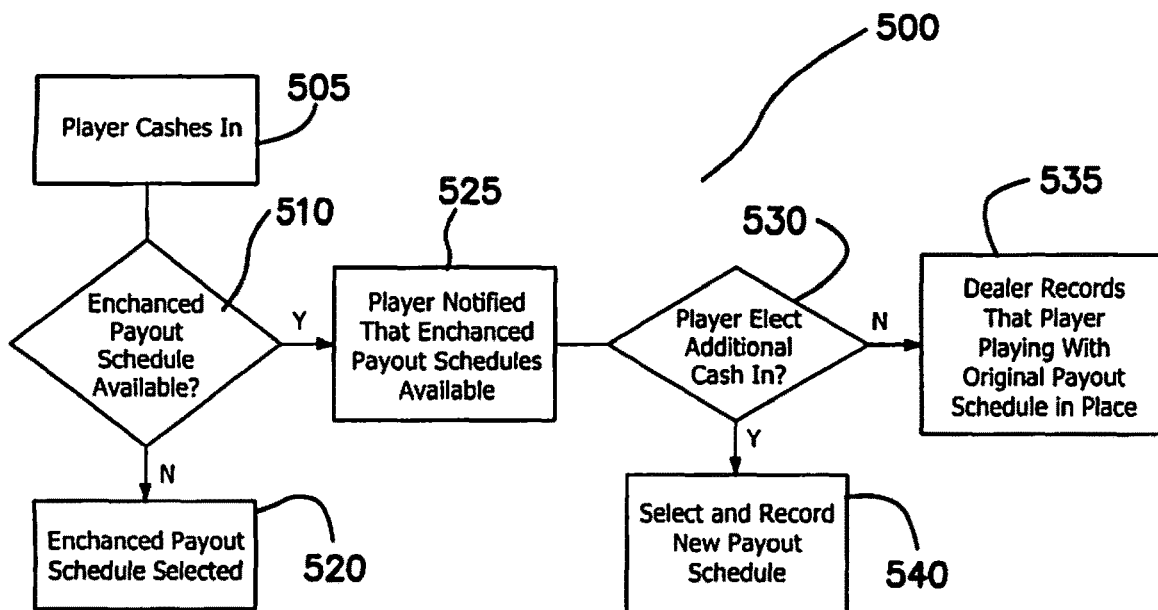 500
505
Player Cashes In
510
Enchanced
Payout
Schedule
Available?
Y
N
525
Player Notified
That Enchanced
Payout Schedules
Available
530
Player Elect
Additional
Cash In?
N
Y
535
Dealer Records
That Player
Playing With
Original Payout
Schedule in Place
Enchanced Payout
Schedule Selected
520
Select and Record
New Payout
Schedule
540